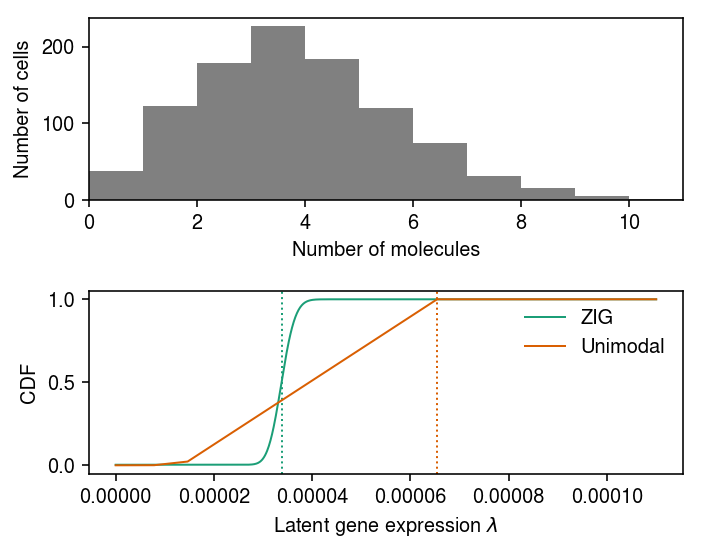 Number of cells
200
100
0
0 2 4 6 8 10
Number of molecules
CDF
1.0
0.5
0.0
ZIG
Unimodal
0.00000 0.00002 0.00004 0.00006 0.00008 0.00010
Latent gene expression λ